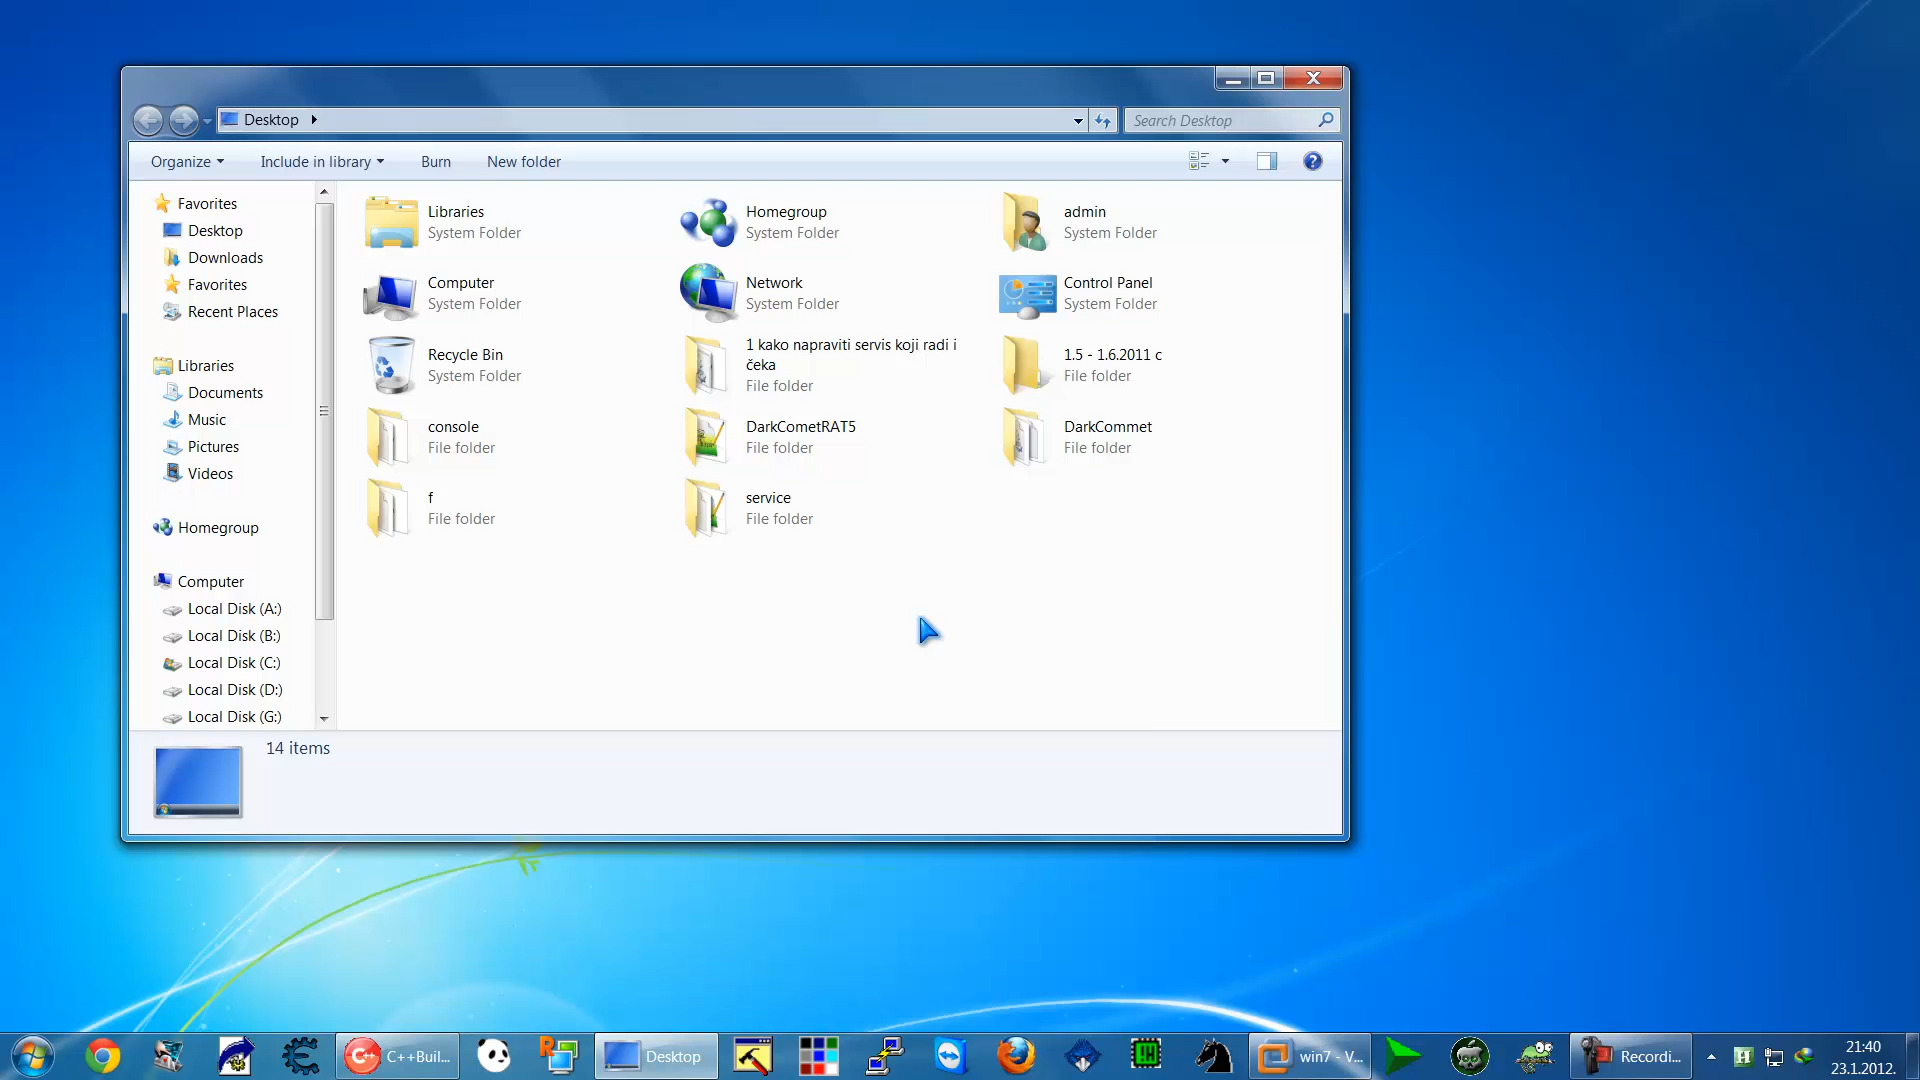 Desktop
Search Desktop
Organize
Include in library
Burn
New folder
Favorites
Desktop
Downloads
Favorites
Recent Places
Libraries
Documents
Music
Pictures
Videos
Homegroup
Computer
Local Disk (A:)
Local Disk (B:)
Local Disk (C:)
Local Disk (D:)
Local Disk (G:)
Libraries
System Folder
Homegroup
System Folder
admin
System Folder
Computer
System Folder
Network
System Folder
Control Panel
System Folder
Recycle Bin
System Folder
1 kako napraviti servis koji radi i
čeka
File folder
1.5 - 1.6.2011 c
File folder
console
File folder
DarkCometRAT5
File folder
DarkCommet
File folder
f
File folder
service
File folder
14 items
C++Buil...
Desktop
win7 - V...
Recordi...
21:40
23.1.2012.